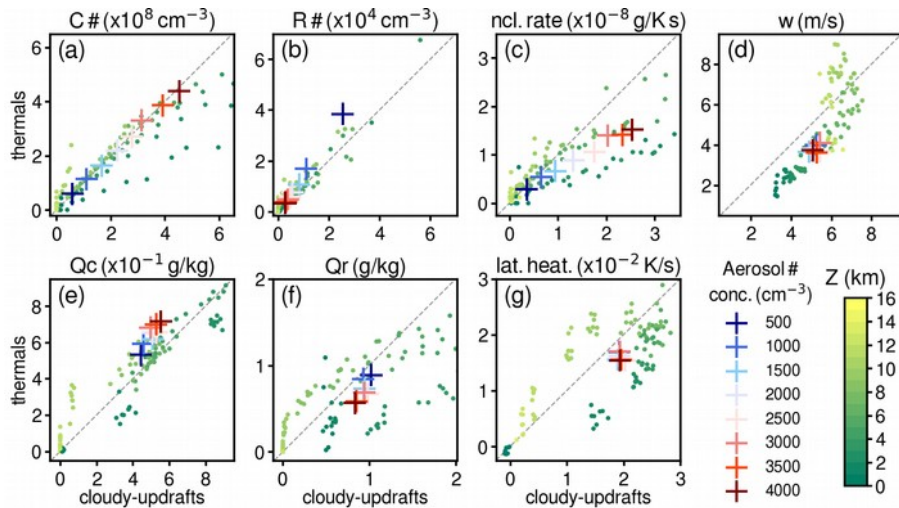 C # (x10⁸ cm⁻³) R # (x10⁴ cm⁻³) ncl. rate (x10⁻⁸ g/K s) w (m/s)
(a) (b) (c) (d)
thermals
6
4
2
0
0 2 4 6
6
4
2
0
0 2 4 6
3
2
1
0
0 1 2 3
8
6
4
2
2 4 6 8
Qc (x10⁻¹ g/kg) Qr (g/kg) lat. heat. (x10⁻² K/s)
(e) (f) (g)
thermals
8
6
4
2
0
0 2 4 6 8
cloudy-updrafts
2
1
0
0 1 2
cloudy-updrafts
3
2
1
0
0 1 2 3
cloudy-updrafts
Aerosol #
conc. (cm⁻³)
500
1000
1500
2000
2500
3000
3500
4000
Z (km)
16
14
12
10
8
6
4
2
0